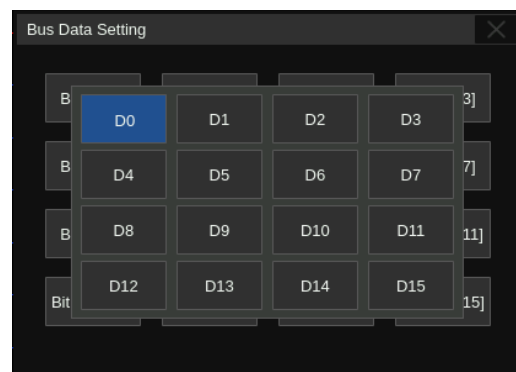 Bus Data Setting
B 3]
D0 D1 D2 D3
B 7]
D4 D5 D6 D7
D8 D9 D10 D11
B 11]
D12 D13 D14 D15
Bit 15]